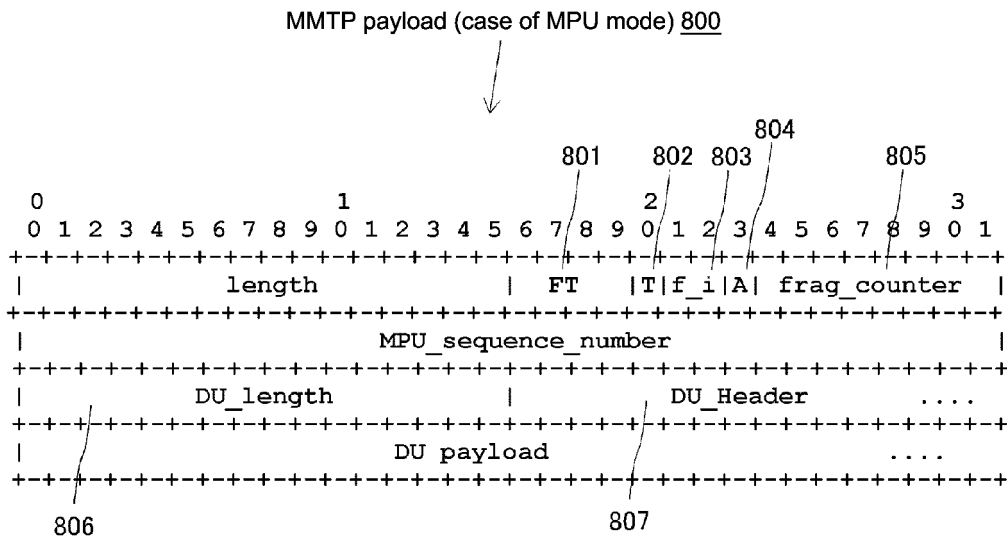 MMTP payload (case of MPU mode) 800
801 802 803 804 805
0 1 2 3
0 1 2 3 4 5 6 7 8 9 0 1 2 3 4 5 6 7 8 9 0 1 2 3 4 5 6 7 8 9 0 1
+-+-+-+-+-+-+-+-+-+-+-+-+-+-+-+-+-+-+-+-+-+-+-+-+-+-+-+-+-+-+-+-+
| length | FT |T|f_i|A| frag_counter |
+-+-+-+-+-+-+-+-+-+-+-+-+-+-+-+-+-+-+-+-+-+-+-+-+-+-+-+-+-+-+-+-+
| MPU_sequence_number |
+-+-+-+-+-+-+-+-+-+-+-+-+-+-+-+-+-+-+-+-+-+-+-+-+-+-+-+-+-+-+-+-+
| DU_length | DU_Header ....
+-+-+-+-+-+-+-+-+-+-+-+-+-+-+-+-+-+-+-+-+-+-+-+-+-+-+-+-+-+-+-+-+
| DU payload ....
+-+-+-+-+-+-+-+-+-+-+-+-+-+-+-+-+-+-+-+-+-+-+-+-+-+-+-+-+-+-+-+-+
806 807